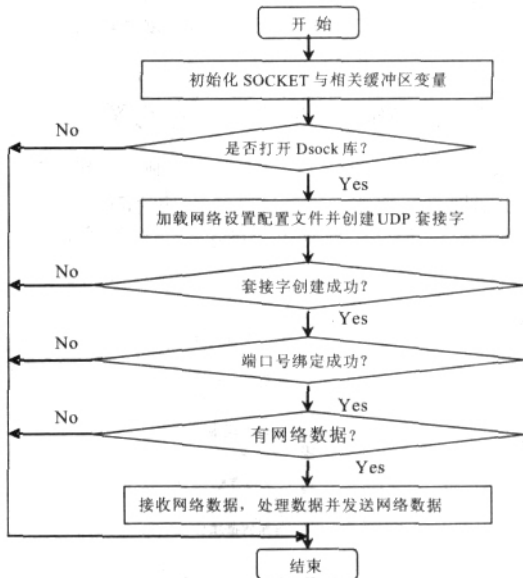 开 始
初始化 SOCKET 与相关缓冲区变量
No
是否打开 Dsock 库?
Yes
加载网络设置配置文件并创建 UDP 套接字
No
套接字创建成功?
Yes
No
端口号绑定成功?
Yes
No
有网络数据?
Yes
接收网络数据，处理数据并发送网络数据
结束